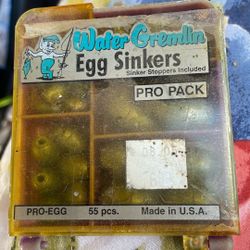 Water Gremlin
Egg Sinkers
Sinker Stoppers Included
PRO PACK
PRO-EGG 55 pcs. Made in U.S.A.